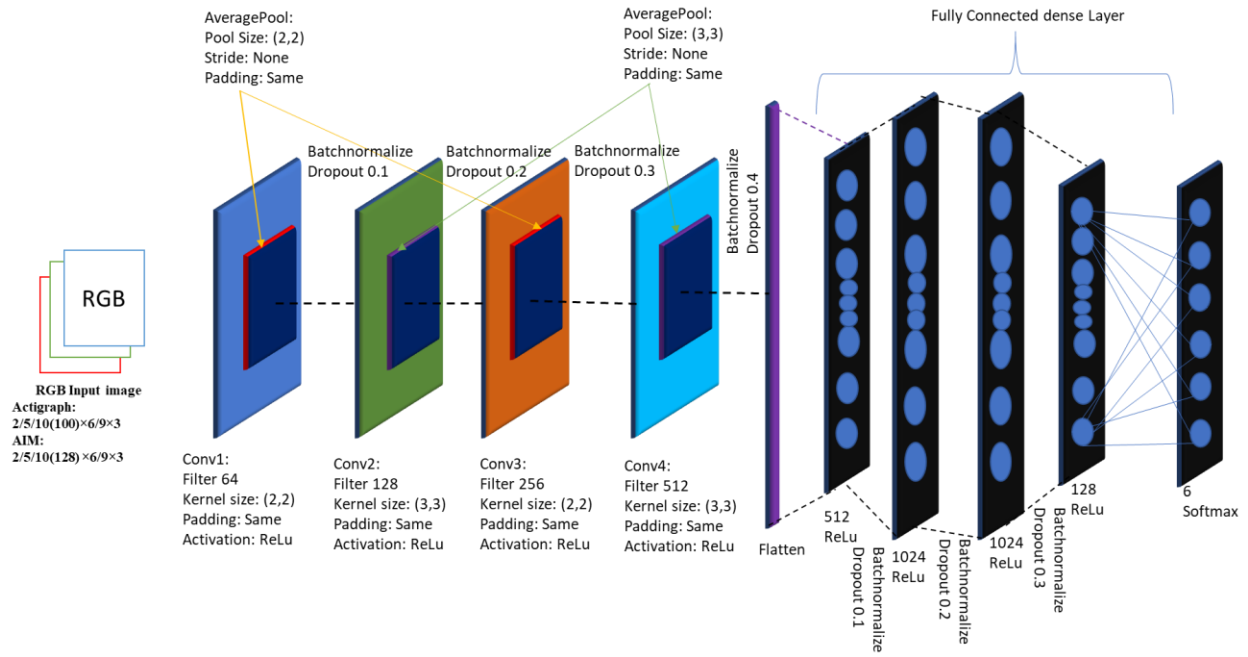 AveragePool:
Pool Size: (2,2)
Stride: None
Padding: Same
AveragePool:
Pool Size: (3,3)
Stride: None
Padding: Same
Fully Connected dense Layer
Batchnormalize
Dropout 0.1
Batchnormalize
Dropout 0.2
Batchnormalize
Dropout 0.3
Batchnormalize
Dropout 0.4
RGB
RGB Input image
Actigraph:
2/5/10(100)×6/9×3
AIM:
2/5/10(128)×6/9×3
Conv1:
Filter 64
Kernel size: (2,2)
Padding: Same
Activation: ReLu
Conv2:
Filter 128
Kernel size: (3,3)
Padding: Same
Activation: ReLu
Conv3:
Filter 256
Kernel size: (2,2)
Padding: Same
Activation: ReLu
Conv4:
Filter 512
Kernel size: (3,3)
Padding: Same
Activation: ReLu
Flatten
512
ReLu
Batchnormalize
Dropout 0.1
1024
ReLu
Batchnormalize
Dropout 0.2
1024
ReLu
Batchnormalize
Dropout 0.3
128
ReLu
6
Softmax